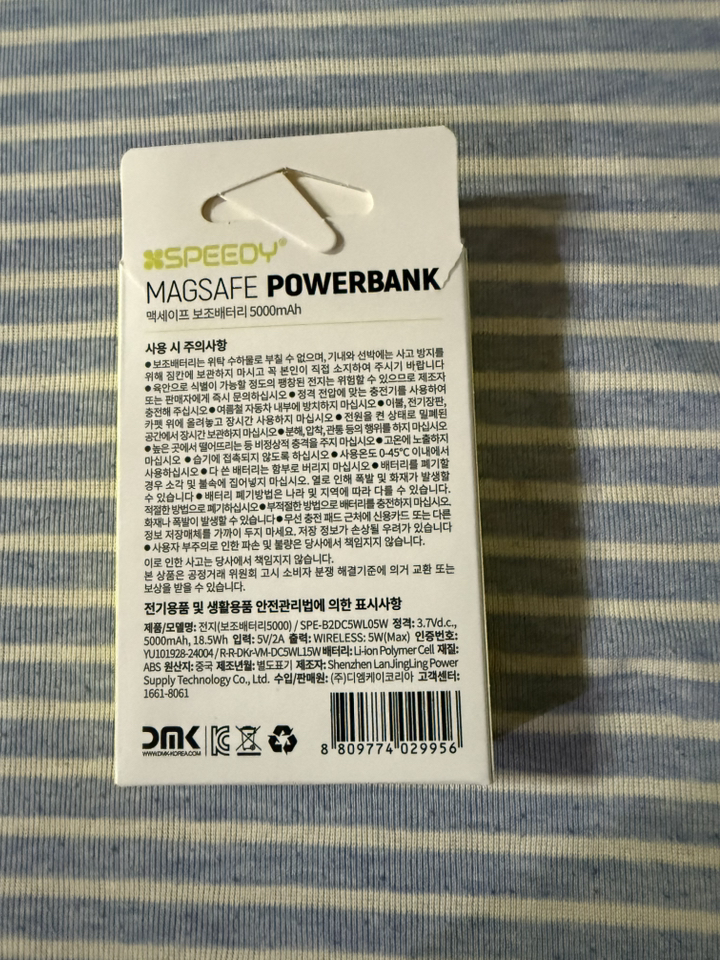 SPEEDY®
MAGSAFE POWERBANK
맥세이프 보조배터리 5000mAh
사용 시 주의사항
● 보조배터리는 위탁 수하물로 부칠 수 없으며, 기내와 선박에는 사고 방지를
위해 짐칸에 보관하지 마시고 꼭 본인이 직접 소지하여 주시기 바랍니다
● 육안으로 식별이 가능할 정도의 팽창된 전지는 위험할 수 있으므로 제조자
또는 판매자에게 즉시 문의하십시오 ● 정격 전압에 맞는 충전기를 사용하여
충전해 주십시오 ● 여름철 자동차 내부에 방치하지 마십시오 ● 이불, 전기장판,
카펫 위에 올려놓고 장시간 사용하지 마십시오 ● 전원을 켠 상태로 밀폐된
공간에서 장시간 보관하지 마십시오 ● 분해, 압착, 관통 등의 행위를 하지 마십시오
● 높은 곳에서 떨어뜨리는 등 비정상적 충격을 주지 마십시오 ● 고온에 노출하지
마십시오 ● 습기에 접촉되지 않도록 하십시오 ● 사용온도 0-45℃ 이내에서
사용하십시오 ● 다 쓴 배터리는 함부로 버리지 마십시오 ● 배터리를 폐기할
경우 소각 및 불속에 집어넣지 마십시오. 열로 인해 폭발 및 화재가 발생할
수 있습니다 ● 배터리 폐기방법은 나라 및 지역에 따라 다를 수 있습니다.
적절한 방법으로 폐기하십시오 ● 부적절한 방법으로 배터리를 충전하지 마십시오.
화재나 폭발이 발생할 수 있습니다 ● 무선 충전 패드 근처에 신용카드 또는 다른
정보 저장매체를 가까이 두지 마세요. 저장 정보가 손상될 우려가 있습니다
● 사용자 부주의로 인한 파손 및 불량은 당사에서 책임지지 않습니다.
이로 인한 사고는 당사에서 책임지지 않습니다.
본 상품은 공정거래 위원회 고시 소비자 분쟁 해결기준에 의거 교환 또는
보상을 받을 수 있습니다.
전기용품 및 생활용품 안전관리법에 의한 표시사항
제품/모델명: 전지(보조배터리5000) / SPE-B2DC5WL05W 정격: 3.7Vd.c.,
5000mAh, 18.5Wh 입력: 5V/2A 출력: WIRELESS: 5W(Max) 인증번호:
YU101928-24004 / R-R-DKr-VM-DC5WL15W 배터리: Li-ion Polymer Cell 재질:
ABS 원산지: 중국 제조년월: 별도표기 제조자: Shenzhen LanJingLing Power
Supply Technology Co., Ltd. 수입/판매원: (주)디엠케이코리아 고객센터:
1661-8061
DMK
WWW.DMK-KOREA.COM
8 809774 029956